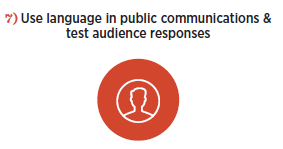 7) Use language in public communications &
test audience responses